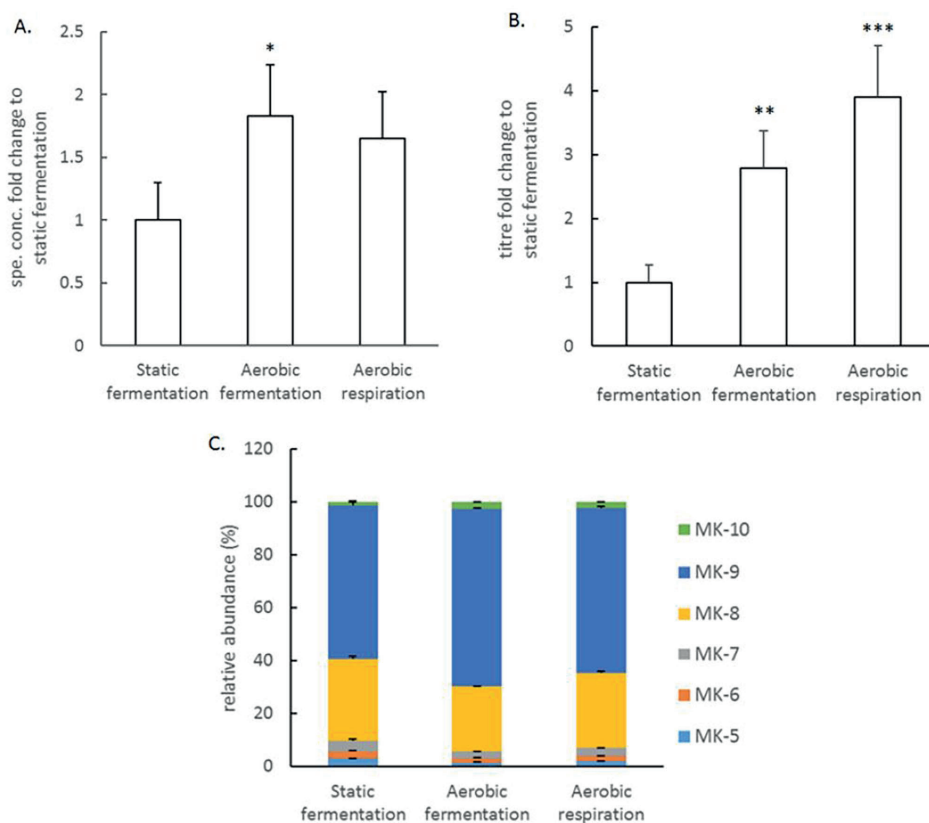 A.
spe. conc. fold change to
static fermentation
2.5
2
1.5
1
0.5
0
*
Static
fermentation
Aerobic
fermentation
Aerobic
respiration
B.
titre fold change to
static fermentation
5
4
3
2
1
0
**
***
Static
fermentation
Aerobic
fermentation
Aerobic
respiration
C.
relative abundance (%)
120
100
80
60
40
20
0
Static
fermentation
Aerobic
fermentation
Aerobic
respiration
MK-10
MK-9
MK-8
MK-7
MK-6
MK-5